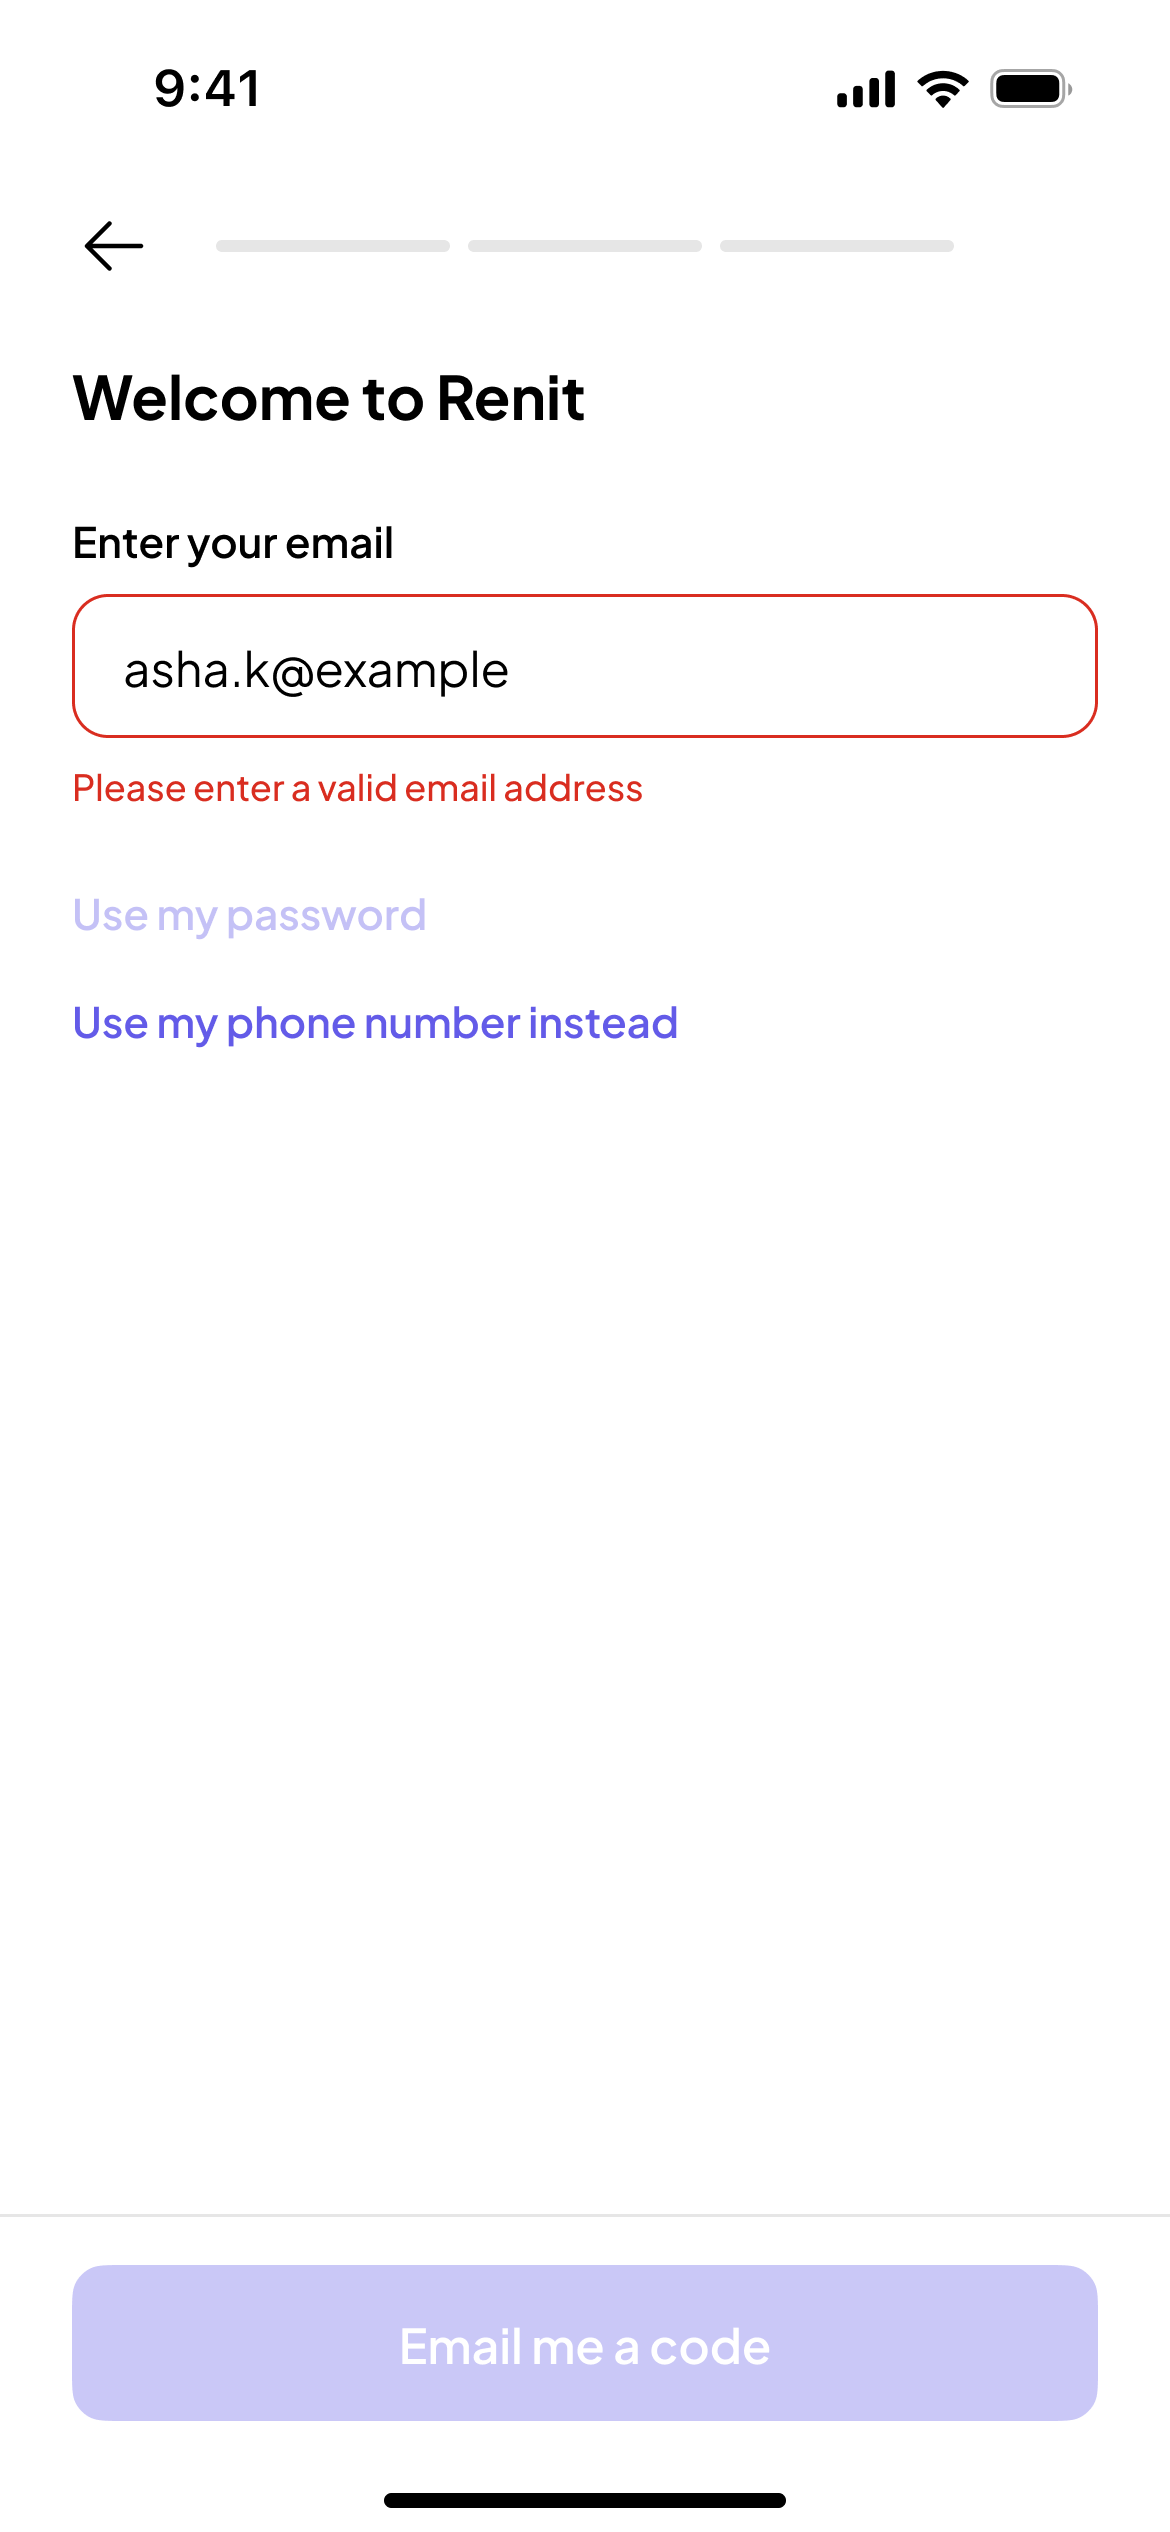 9:41
Welcome to Renit
Enter your email
asha.k@example
Please enter a valid email address
Use my password
Use my phone number instead
Email me a code